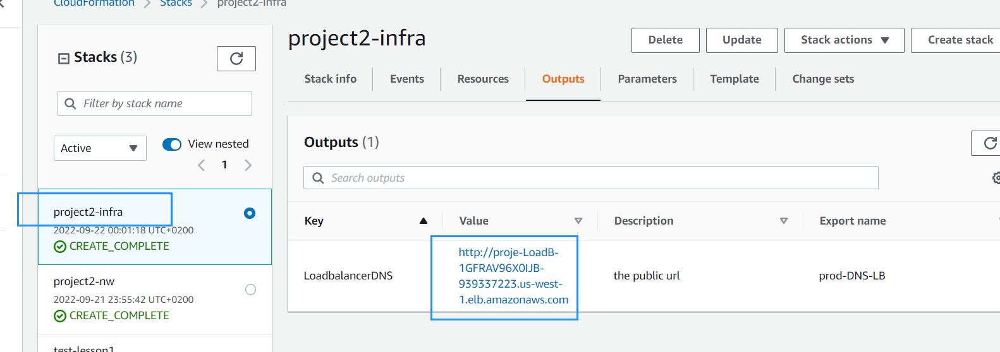 CloudFormation > Stacks > project2-infra
Stacks (3)
Filter by stack name
Active
View nested
1
project2-infra
2022-09-22 00:01:18 UTC+0200
CREATE_COMPLETE
project2-nw
2022-09-21 23:55:42 UTC+0200
CREATE_COMPLETE
test-lesson1
project2-infra
Delete
Update
Stack actions
Create stack
Stack info
Events
Resources
Outputs
Parameters
Template
Change sets
Outputs (1)
Search outputs
Key
Value
Description
Export name
LoadbalancerDNS
http://proje-LoadB-
1GFRAV96X0IJB-
939337223.us-west-
1.elb.amazonaws.com
the public url
prod-DNS-LB